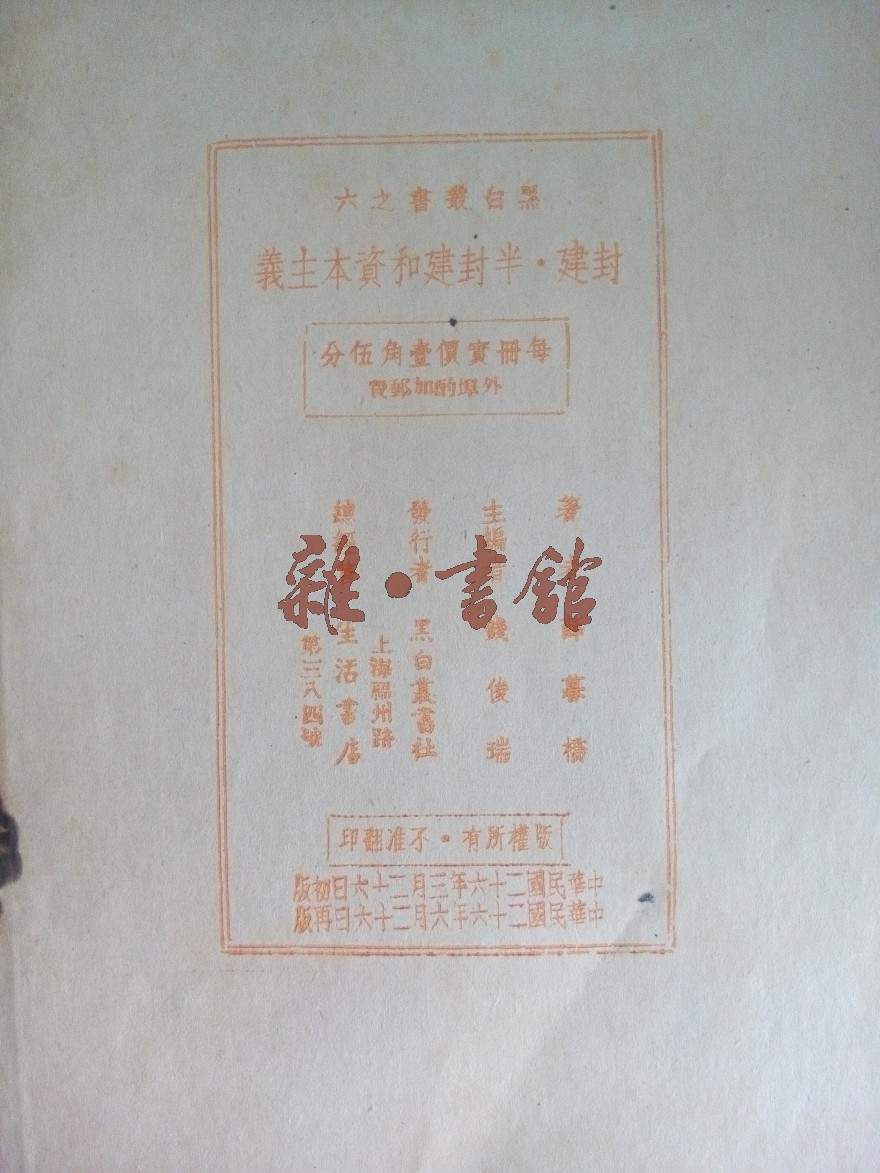 黑白叢書之六
封建·半封建和資本主義
每冊實價壹角伍分
外埠酌加郵費
著 暮橋
主編者 錢俊瑞
發行者 黑白叢書社
上海福州路
生活書店
第三八四號
版權所有·不准翻印
中華民國二十六年三月二十六日初版
中華民國二十六年六月二十六日再版
雜·書館